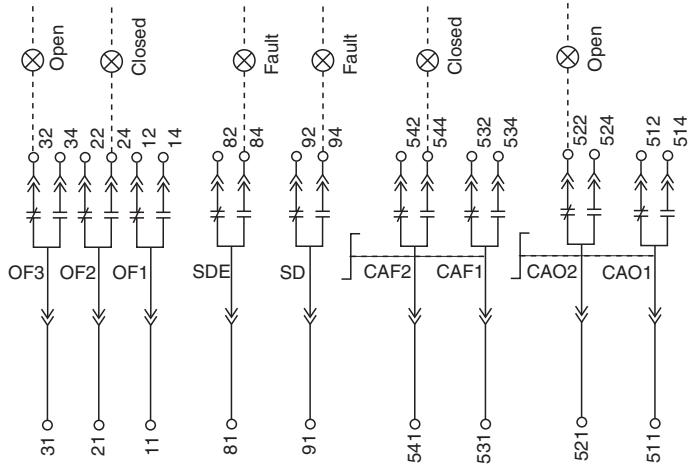 Open
Closed
Fault
Fault
Closed
Open
32
34
22
24
12
14
82
84
92
94
542
544
532
534
522
524
512
514
OF3
OF2
OF1
SDE
SD
CAF2
CAF1
CAO2
CAO1
31
21
11
81
91
541
531
521
511